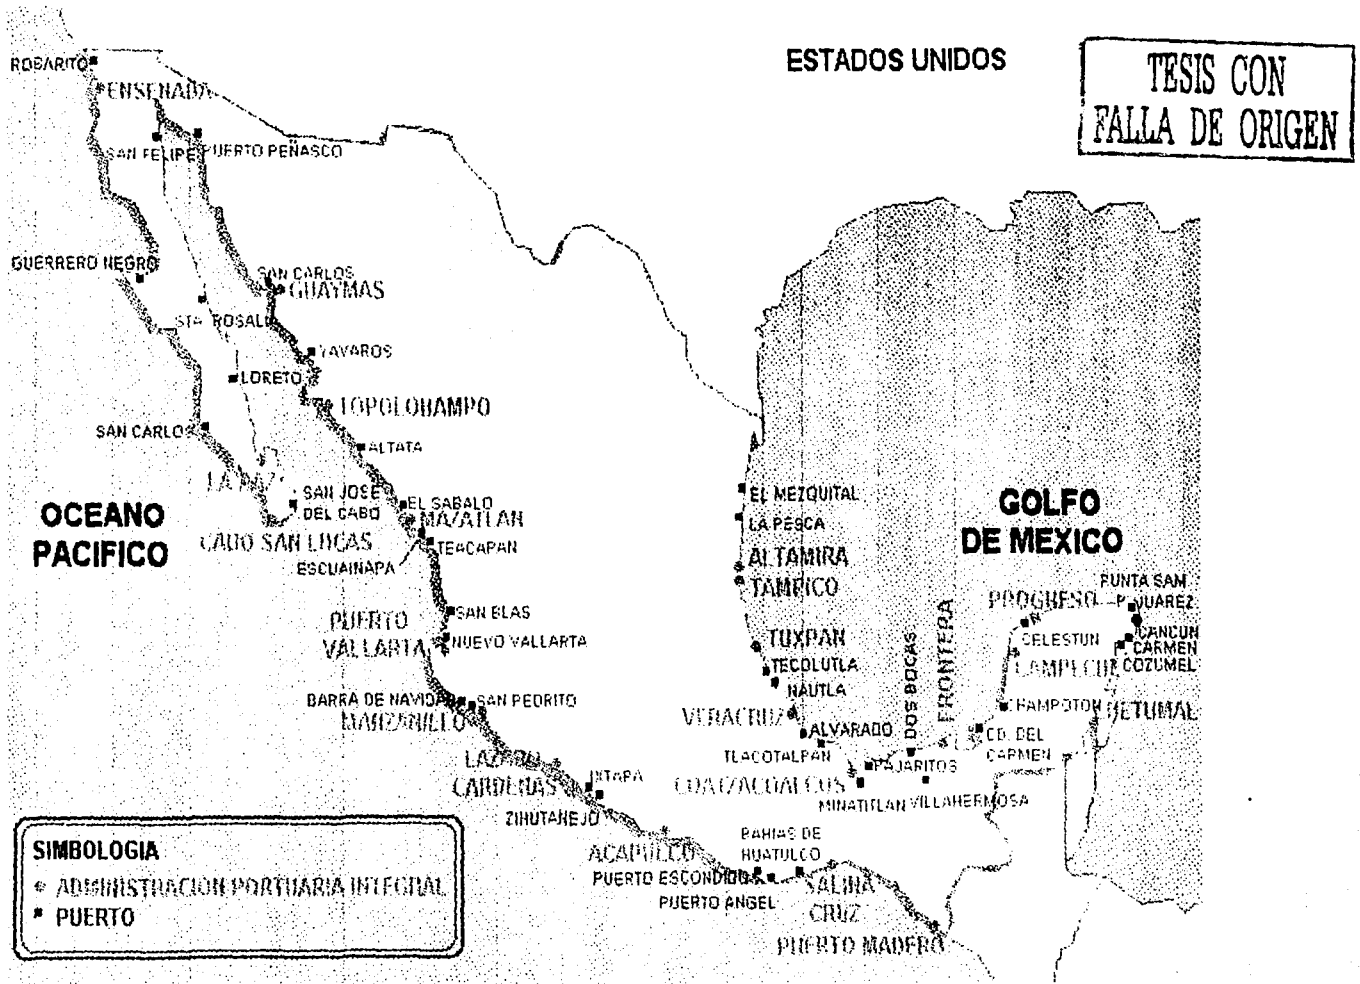 ESTADOS UNIDOS
TESIS CON
FALLA DE ORIGEN
ROSARITO
ENSENADA
SAN FELIPE
PUERTO PEÑASCO
GUERRERO NEGRO
SAN CARLOS
GUAYMAS
STA. ROSALI
YAVAROS
LORETO
TOPOLOBAMPO
SAN CARLOS
ALTATA
LA PAZ
SAN JOSE
DEL CABO
EL SABALO
MAZATLAN
OCEANO
PACIFICO
CABO SAN LUCAS
TEACAPAN
ESCUAINAPA
EL MEZQUITAL
LA PESCA
GOLFO
DE MEXICO
ALTAMIRA
TAMPICO
PUNTA SAM
P. JUAREZ
PROGRESO
SAN BLAS
PUERTO
VALLARTA
NUEVO VALLARTA
TUXPAN
TECOLUTLA
NAUTLA
DOS BOCAS
FRONTERA
CELESTUN
CANCUN
CARMEN
COZUMEL
CAMPECHE
BARRA DE NAVIDAD
SAN PEDRITO
MANZANILLO
VERACRUZ
ALVARADO
CHAMPOTON
CHETUMAL
CD. DEL
CARMEN
TLACOTALPAN
LAZARO
CARDENAS
IXTAPA
ZIHUTANEJO
COATZACOALCOS
PAJARITOS
MINATITLAN
VILLAHERMOSA
BAHIAS DE
HUATULCO
ACAPULCO
PUERTO ESCONDIDO
PUERTO ANGEL
SALINA
CRUZ
PUERTO MADERO
SIMBOLOGIA
ADMINISTRACION PORTUARIA INTEGRAL
PUERTO